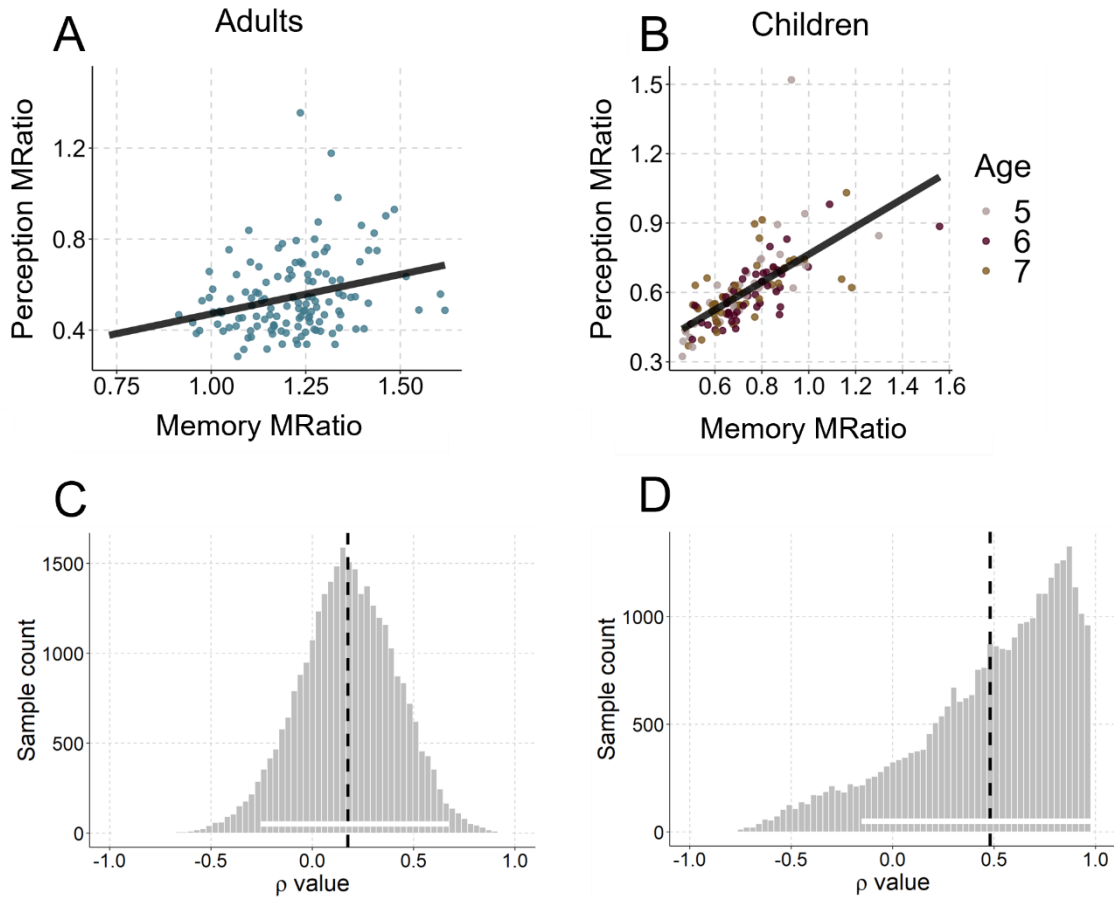 A
Adults
Perception MRatio
1.2
0.8
0.4
0.75 1.00 1.25 1.50
Memory MRatio
B
Children
Perception MRatio
1.5
1.2
0.9
0.6
0.3
0.6 0.8 1.0 1.2 1.4 1.6
Memory MRatio
Age
5
6
7
C
Sample count
1500
1000
500
0
-1.0 -0.5 0.0 0.5 1.0
ρ value
D
Sample count
1000
500
0
-1.0 -0.5 0.0 0.5 1.0
ρ value